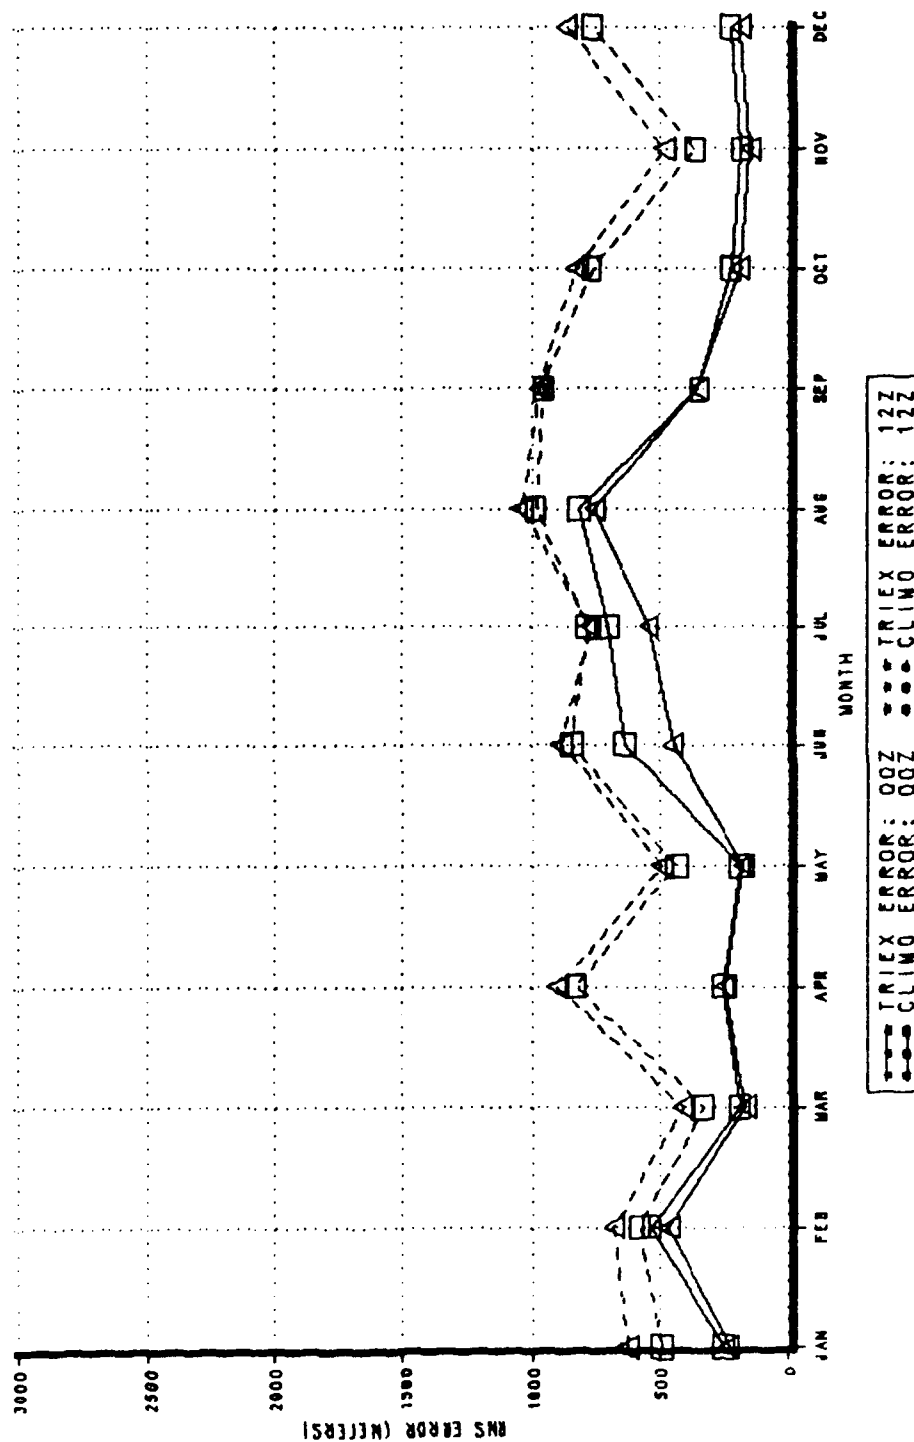 3000
2500
2000
1500
1000
500
0
RMS ERROR (METERS)
JAN
FEB
MAR
APR
MAY
JUN
JUL
AUG
SEP
OCT
NOV
DEC
MONTH
TRIEX ERROR: 00Z TRIEX ERROR: 12Z
CLIMO ERROR: 00Z CLIMO ERROR: 12Z